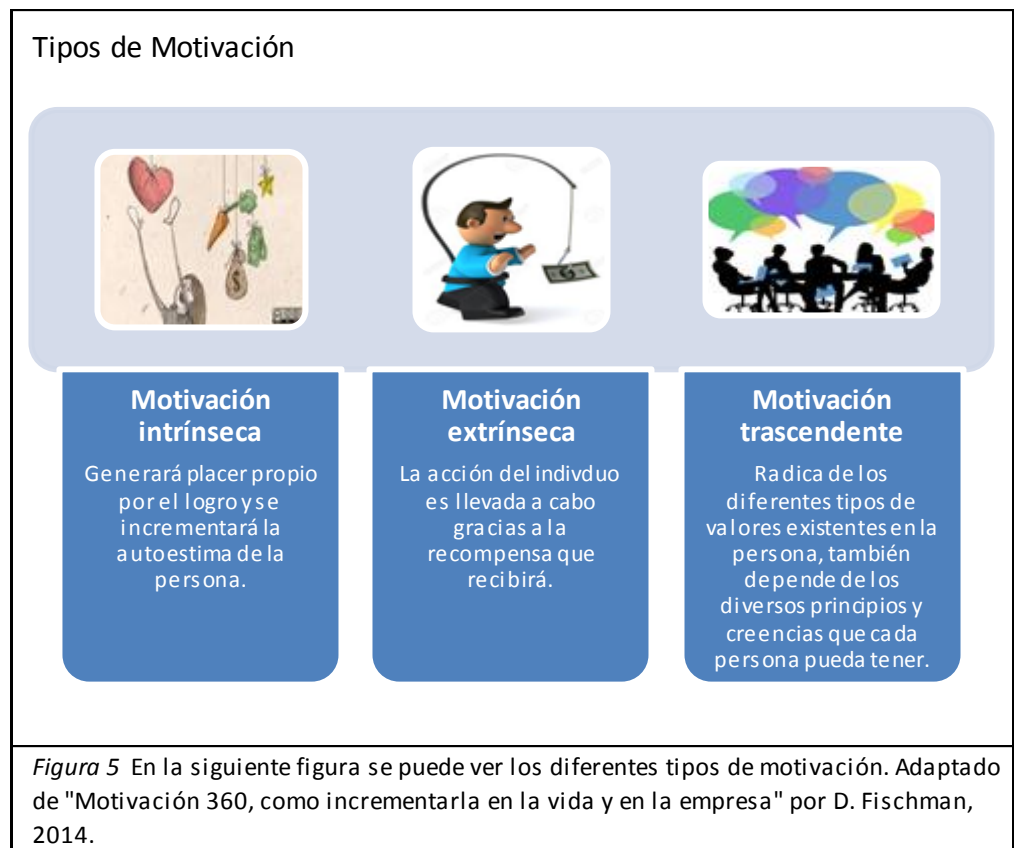 Tipos de Motivación
Motivación
intrínseca
Generará placer propio
por el logro y se
incrementará la
autoestima de la
persona.
Motivación
extrínseca
La acción del indivduo
es llevada a cabo
gracias a la
recompensa que
recibirá.
Motivación
trascendente
Radica de los
diferentes tipos de
valores existentes en la
persona, también
depende de los
diversos principios y
creencias que cada
persona pueda tener.
Figura 5 En la siguiente figura se puede ver los diferentes tipos de motivación. Adaptado
de "Motivación 360, como incrementarla en la vida y en la empresa" por D. Fischman,
2014.